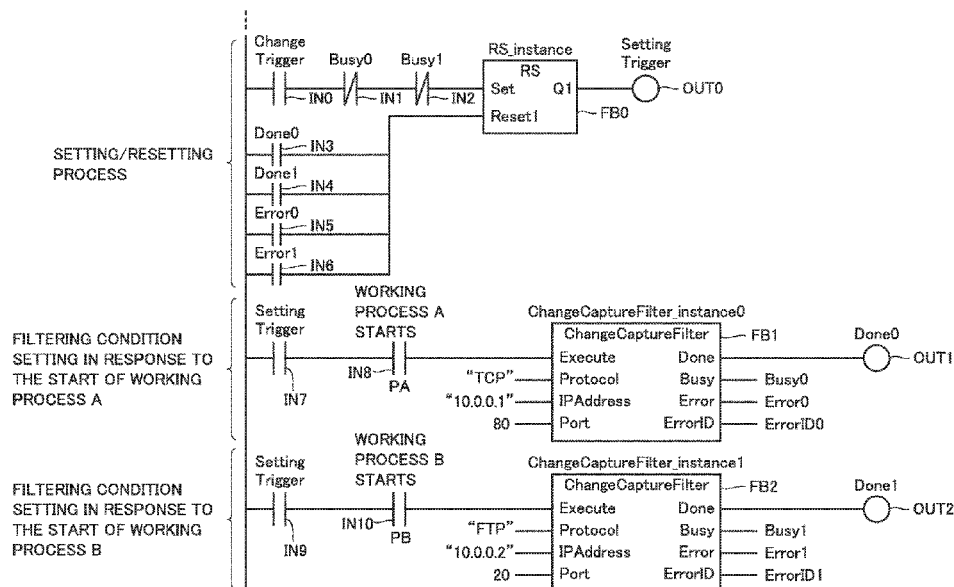 SETTING/RESETTING
PROCESS
Change
Trigger
IN0
Busy0
IN1
Busy1
IN2
RS_instance
RS
Set Q1
Reset1
FB0
Setting
Trigger
OUT0
Done0
IN3
Done1
IN4
Error0
IN5
Error1
IN6
FILTERING CONDITION
SETTING IN RESPONSE TO
THE START OF WORKING
PROCESS A
Setting
Trigger
IN7
WORKING
PROCESS A
STARTS
IN8
PA
ChangeCaptureFilter_instance0
ChangeCaptureFilter
FB1
Execute Done
"TCP" Protocol Busy Busy0
"10.0.0.1" IPAddress Error Error0
80 Port ErrorID ErrorID0
Done0
OUT1
FILTERING CONDITION
SETTING IN RESPONSE TO
THE START OF WORKING
PROCESS B
Setting
Trigger
IN9
WORKING
PROCESS B
STARTS
IN10
PB
ChangeCaptureFilter_instance1
ChangeCaptureFilter
FB2
Execute Done
"FTP" Protocol Busy Busy1
"10.0.0.2" IPAddress Error Error1
20 Port ErrorID ErrorID1
Done1
OUT2